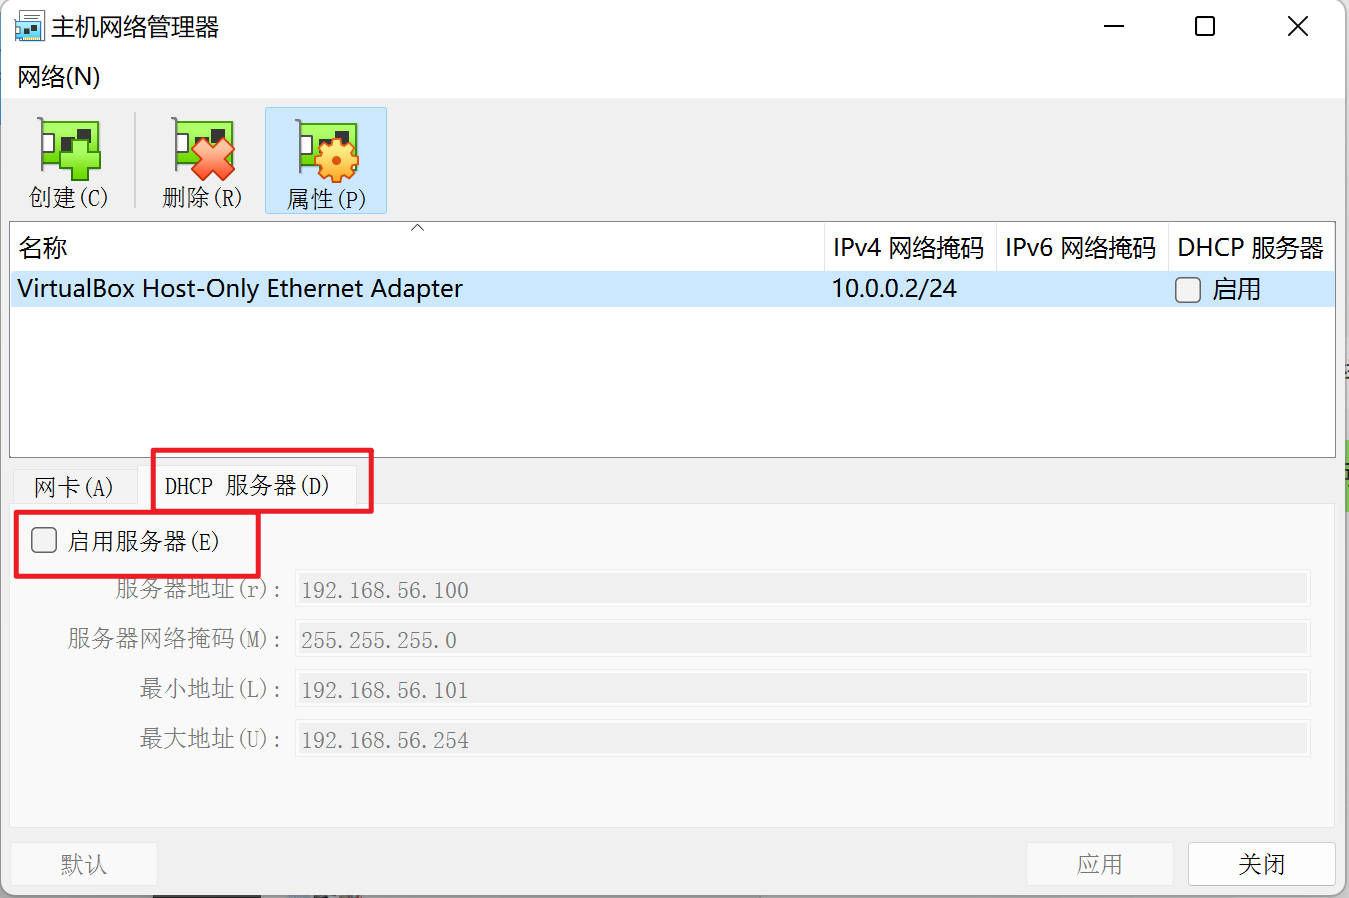 主机网络管理器
网络(N)
创建(C) 删除(R) 属性(P)
名称 IPv4 网络掩码 IPv6 网络掩码 DHCP 服务器
VirtualBox Host-Only Ethernet Adapter 10.0.0.2/24 启用
网卡(A) DHCP 服务器(D)
启用服务器(E)
服务器地址(r): 192.168.56.100
服务器网络掩码(M): 255.255.255.0
最小地址(L): 192.168.56.101
最大地址(U): 192.168.56.254
默认 应用 关闭